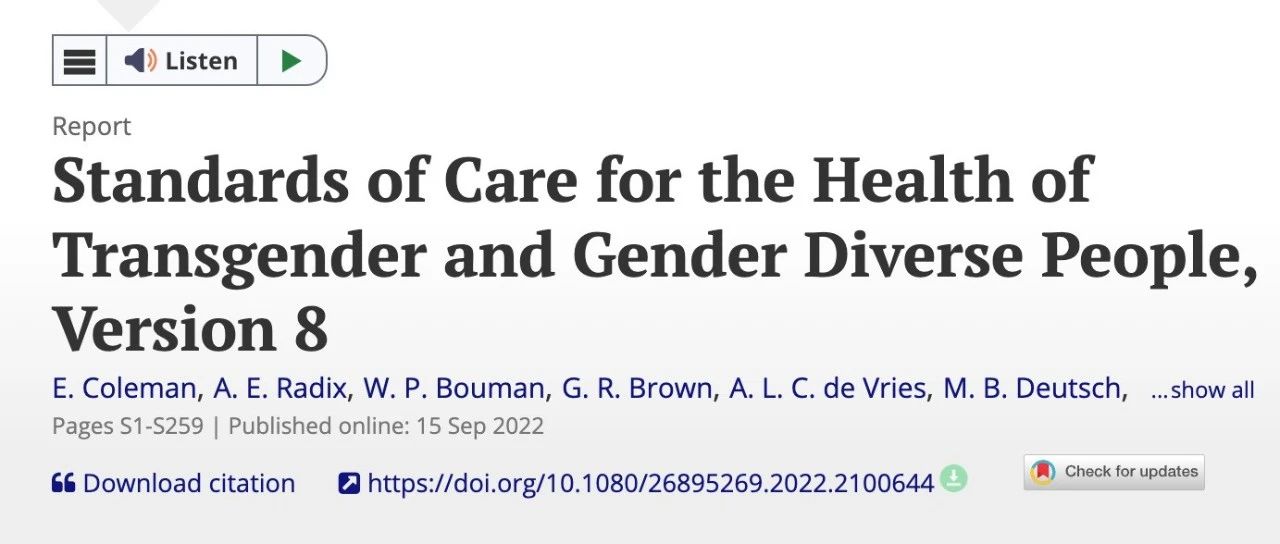 Listen
Report
Standards of Care for the Health of
Transgender and Gender Diverse People,
Version 8
E. Coleman, A. E. Radix, W. P. Bouman, G. R. Brown, A. L. C. de Vries, M. B. Deutsch, ...show all
Pages S1-S259 | Published online: 15 Sep 2022
Download citation https://doi.org/10.1080/26895269.2022.2100644 Check for updates